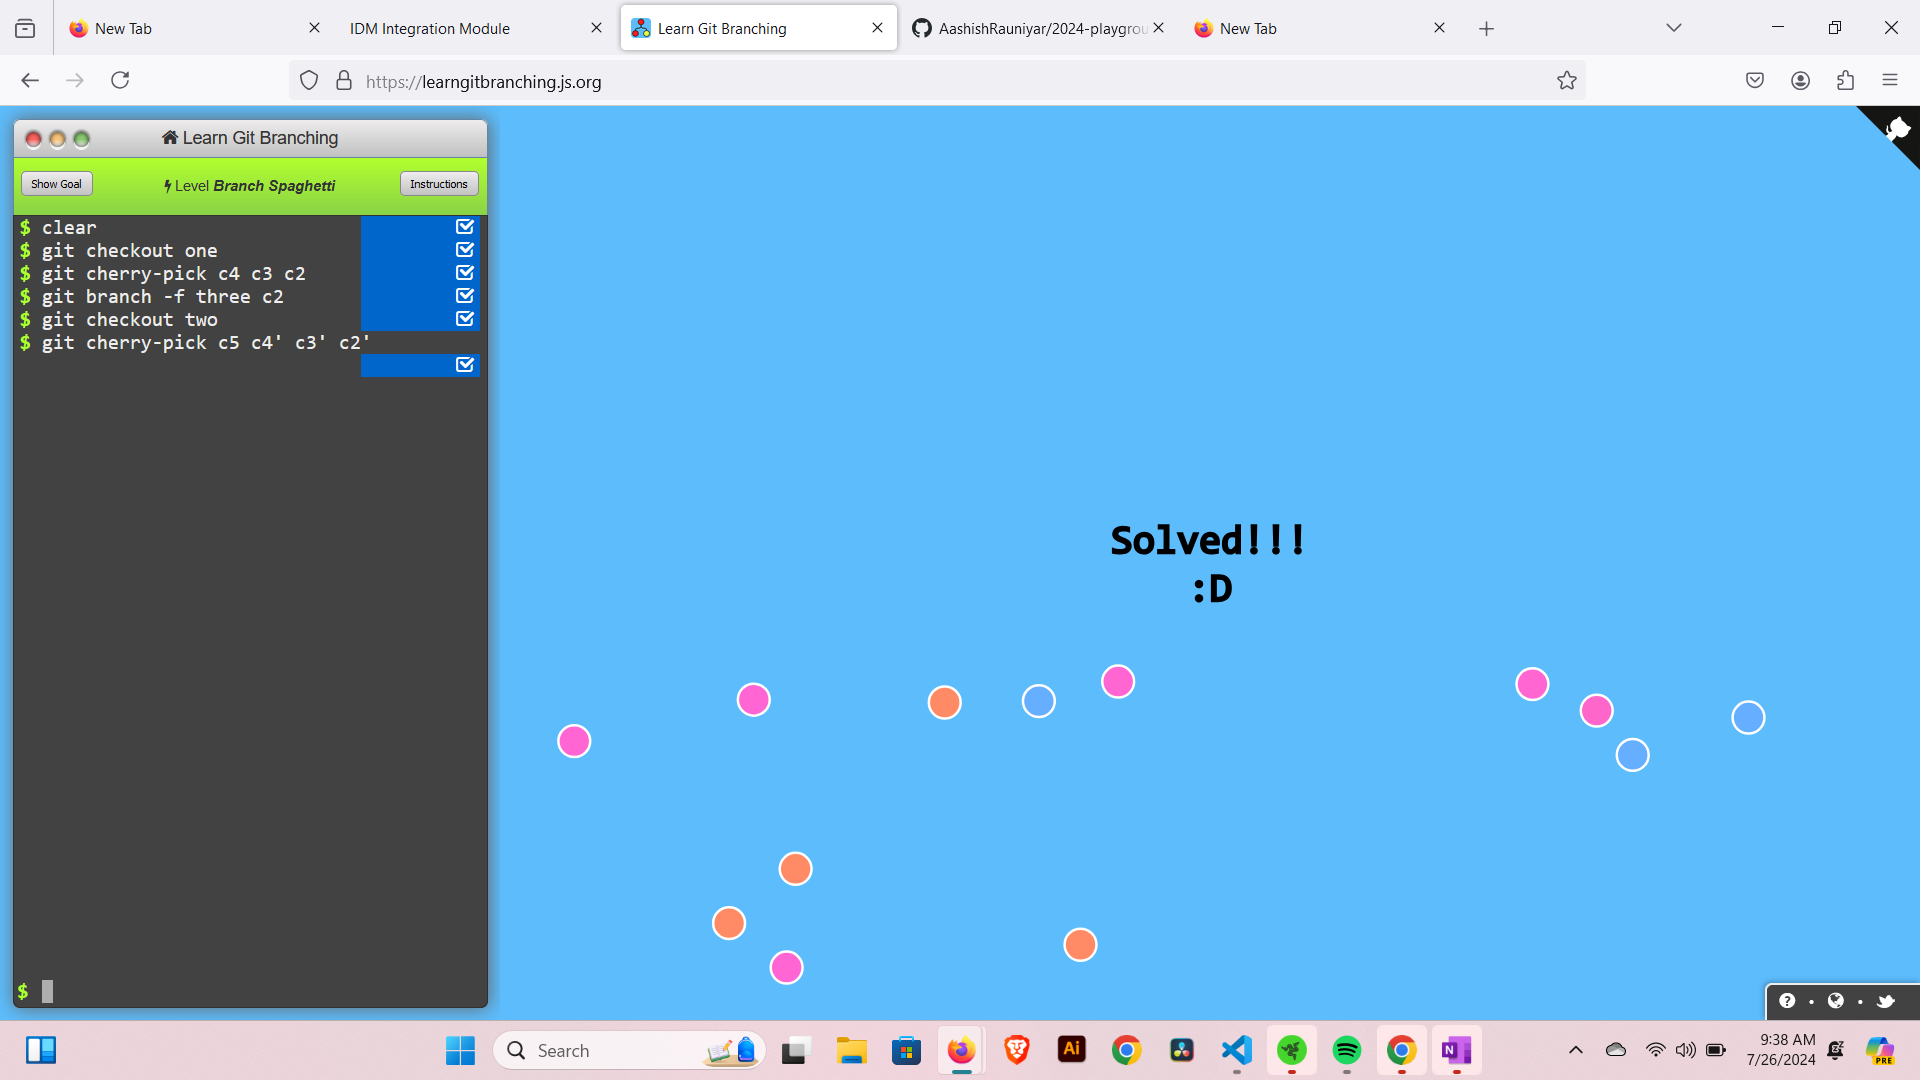 New Tab
IDM Integration Module
Learn Git Branching
AashishRauniyar/2024-playgrou
New Tab
https://learngitbranching.js.org
Learn Git Branching
Show Goal
Level Branch Spaghetti
Instructions
$ clear
$ git checkout one
$ git cherry-pick c4 c3 c2
$ git branch -f three c2
$ git checkout two
$ git cherry-pick c5 c4' c3' c2'
$
Solved!!!
:D
Search
Ai
N
9:38 AM
7/26/2024
PRE